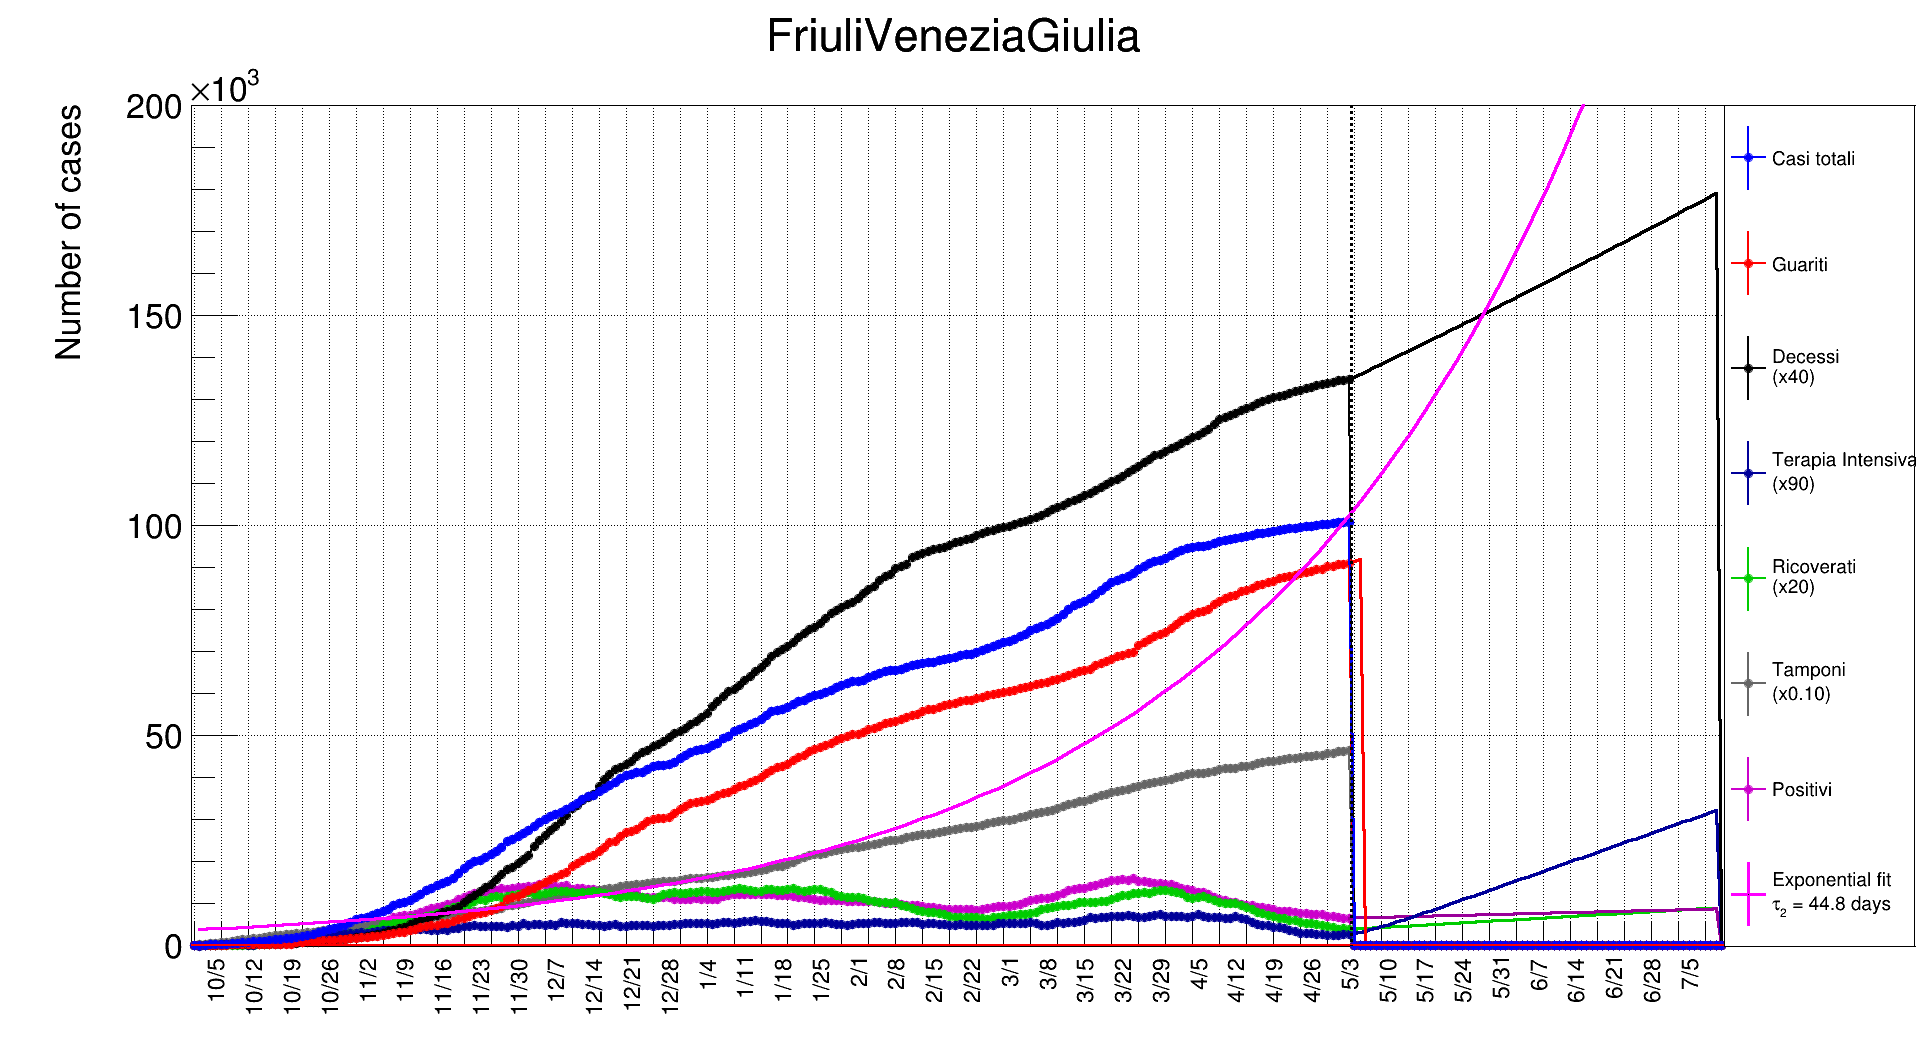 FriuliVeneziaGiulia
×10³
Number of cases
200
150
100
50
0
10/5 10/12 10/19 10/26 11/2 11/9 11/16 11/23 11/30 12/7 12/14 12/21 12/28 1/4 1/11 1/18 1/25 2/1 2/8 2/15 2/22 3/1 3/8 3/15 3/22 3/29 4/5 4/12 4/19 4/26 5/3 5/10 5/17 5/24 5/31 6/7 6/14 6/21 6/28 7/5
Casi totali
Guariti
Decessi
(x40)
Terapia Intensiva
(x90)
Ricoverati
(x20)
Tamponi
(x0.10)
Positivi
Exponential fit
τ₂ = 44.8 days